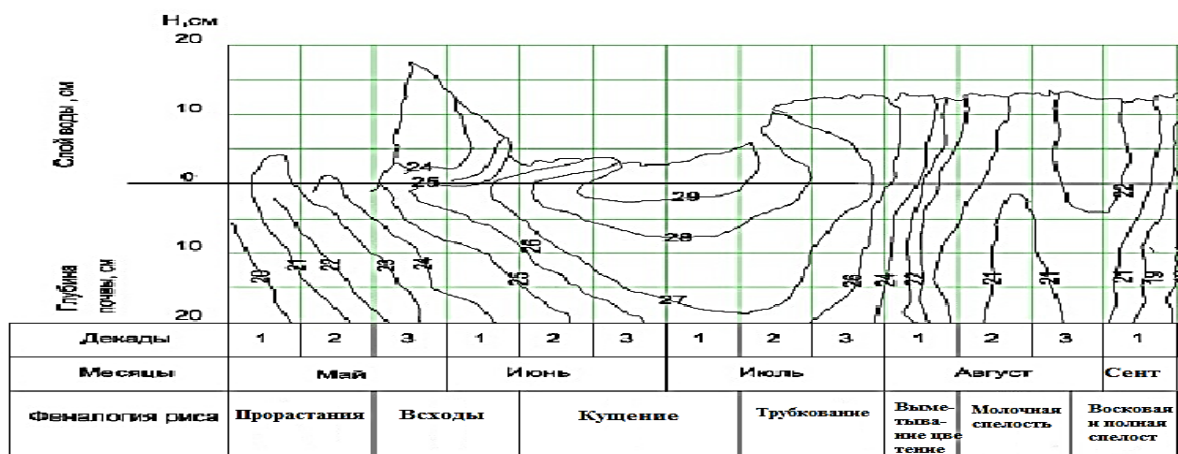 Н,см
20
10
0
10
20
Слой воды, см
Глубина
почвы, см
24
25
29
28
27
26
25
20
21
22
23
24
26
24
22
21
21
22
21
19
Декады 1 2 3 1 2 3 1 2 3 1 2 3 1
Месяцы Май Июнь Июль Август Сент
Феналогия риса Прорастания Всходы Кущение Трубкование
Выме-
тыва-
ние цве
тение
Молочная
спелость
Восковая
и полная
спелост